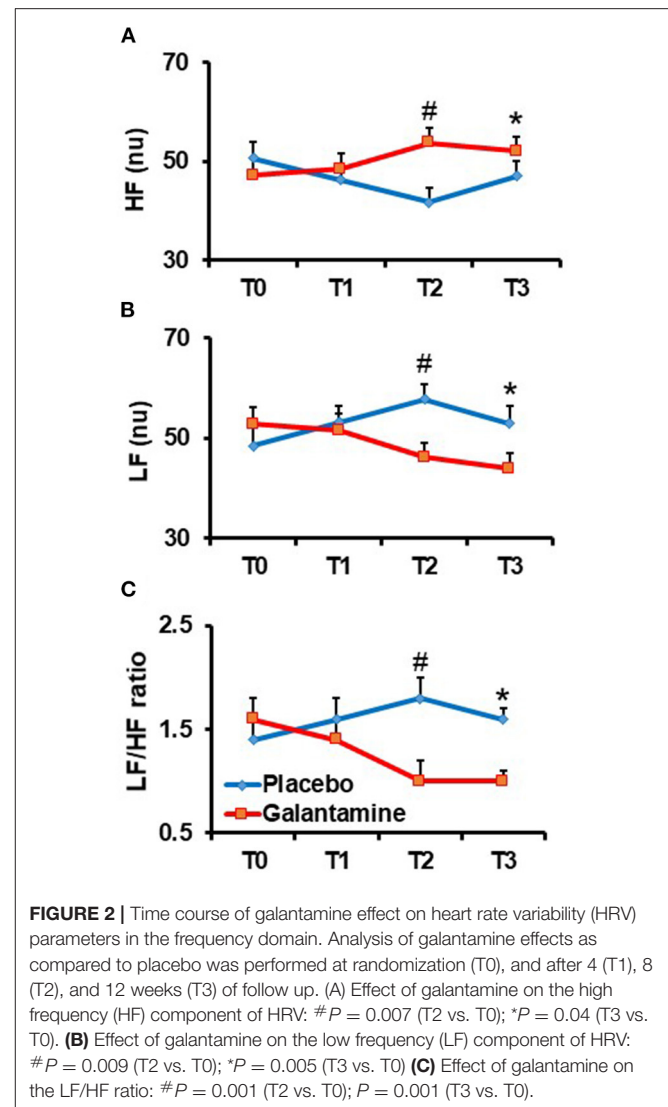 A
70
#
*
50
HF (nu)
30
T0 T1 T2 T3
B
70
#
*
50
LF (nu)
30
T0 T1 T2 T3
C
2.5
#
*
1.5
LF/HF ratio
Placebo
Galantamine
0.5
T0 T1 T2 T3
FIGURE 2 | Time course of galantamine effect on heart rate variability (HRV)
parameters in the frequency domain. Analysis of galantamine effects as
compared to placebo was performed at randomization (T0), and after 4 (T1), 8
(T2), and 12 weeks (T3) of follow up. (A) Effect of galantamine on the high
frequency (HF) component of HRV: #P = 0.007 (T2 vs. T0); *P = 0.04 (T3 vs.
T0). (B) Effect of galantamine on the low frequency (LF) component of HRV:
#P = 0.009 (T2 vs. T0); *P = 0.005 (T3 vs. T0) (C) Effect of galantamine on
the LF/HF ratio: #P = 0.001 (T2 vs. T0); P = 0.001 (T3 vs. T0).